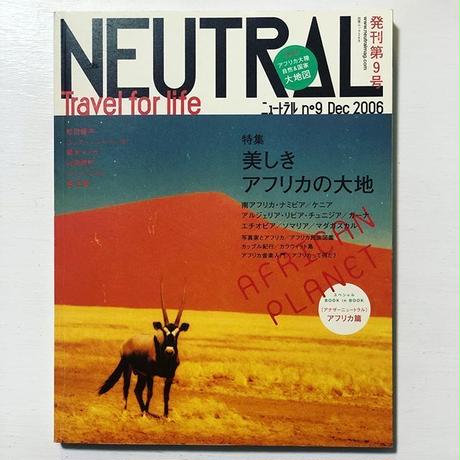 NEUTRAL
Travel for life
アフリカ大陸
自然&国家
大地図
発刊第9号
ニュートラル nº9 Dec 2006
特集
美しき
アフリカの大地
南アフリカ・ナミビア/ケニア
アルジェリア・リビア・チュニジア/ガーナ
エチオピア/ソマリア/マダガスカル
写真家とアフリカ/アフリカ民族図鑑
カップル紀行/カラウイット島
アフリカ音楽入門/アフリカって何だ?
AFRICAN
PLANET
スペシャル
BOOK in BOOK
[アナザーニュートラル]
アフリカ篇